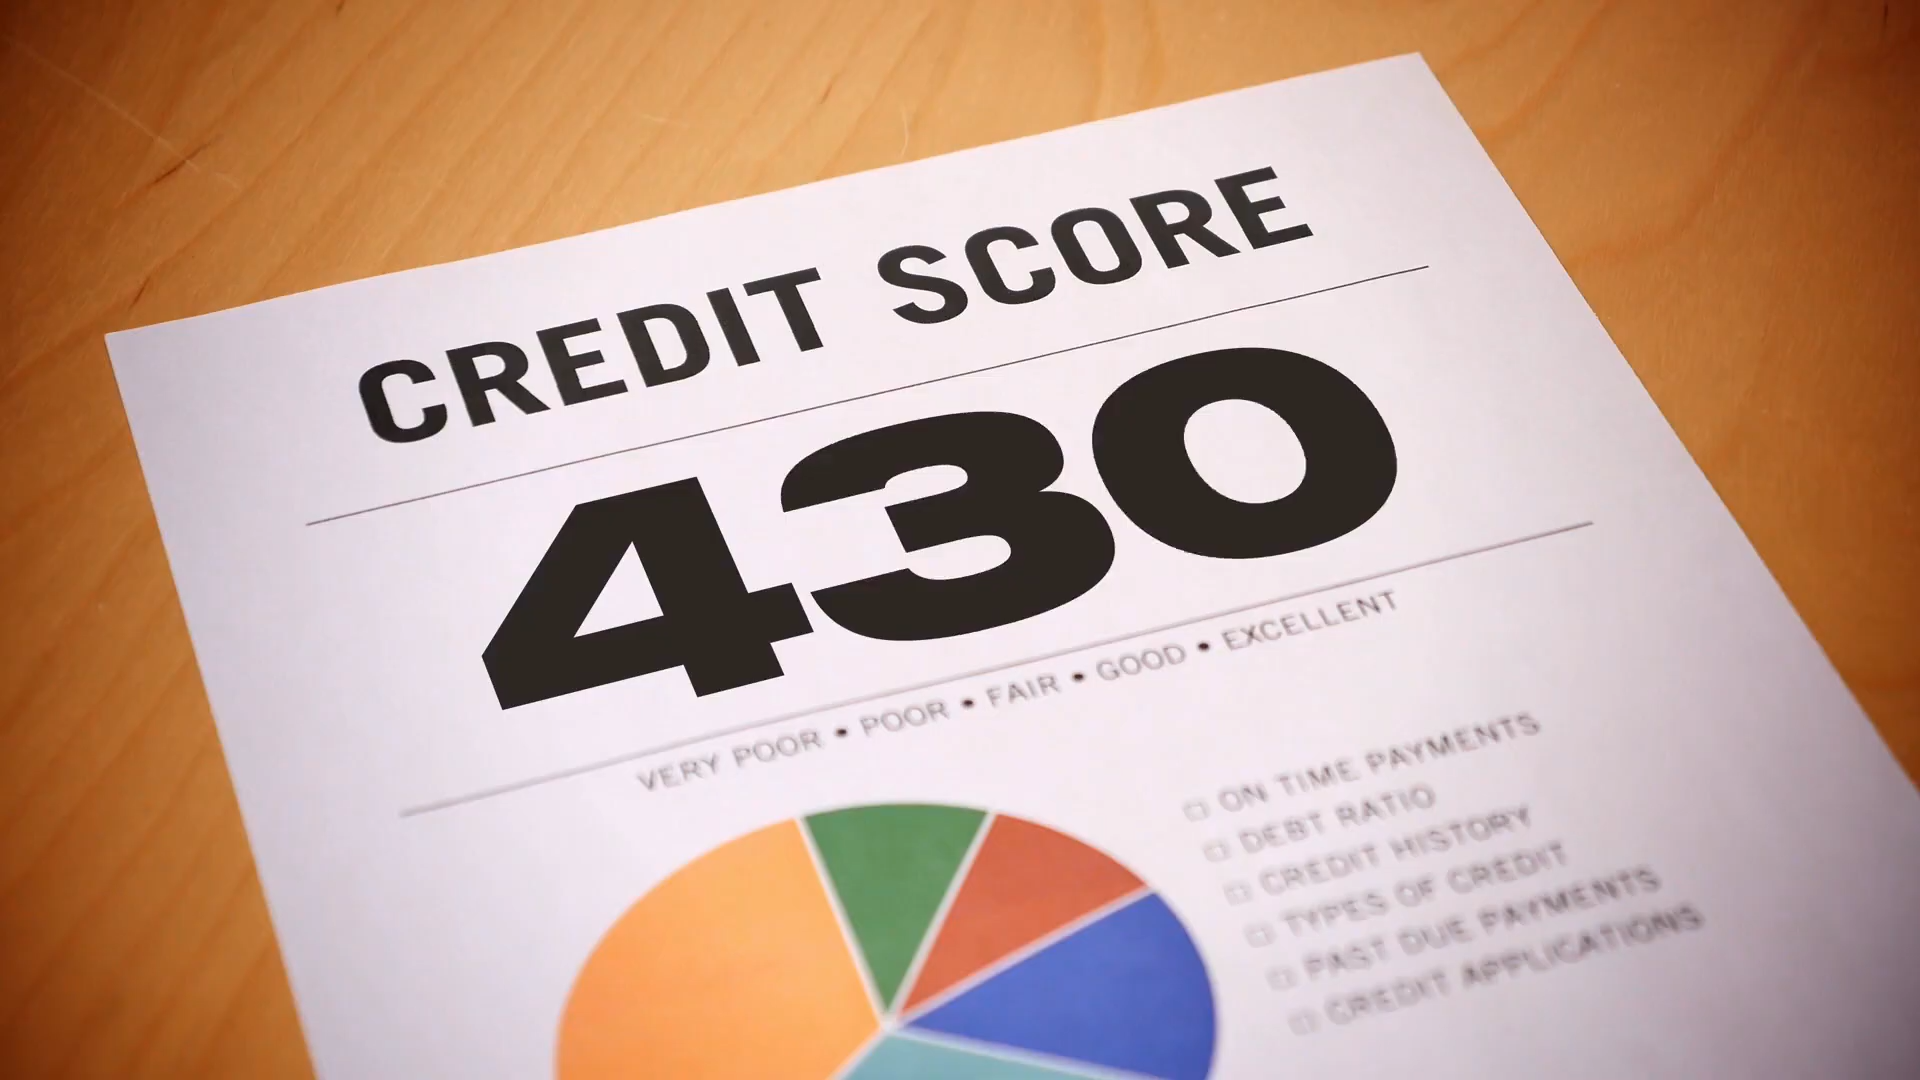 CREDIT SCORE
430
VERY POOR • POOR • FAIR • GOOD • EXCELLENT
ON TIME PAYMENTS
DEBT RATIO
CREDIT HISTORY
TYPES OF CREDIT
PAST DUE PAYMENTS
CREDIT APPLICATIONS